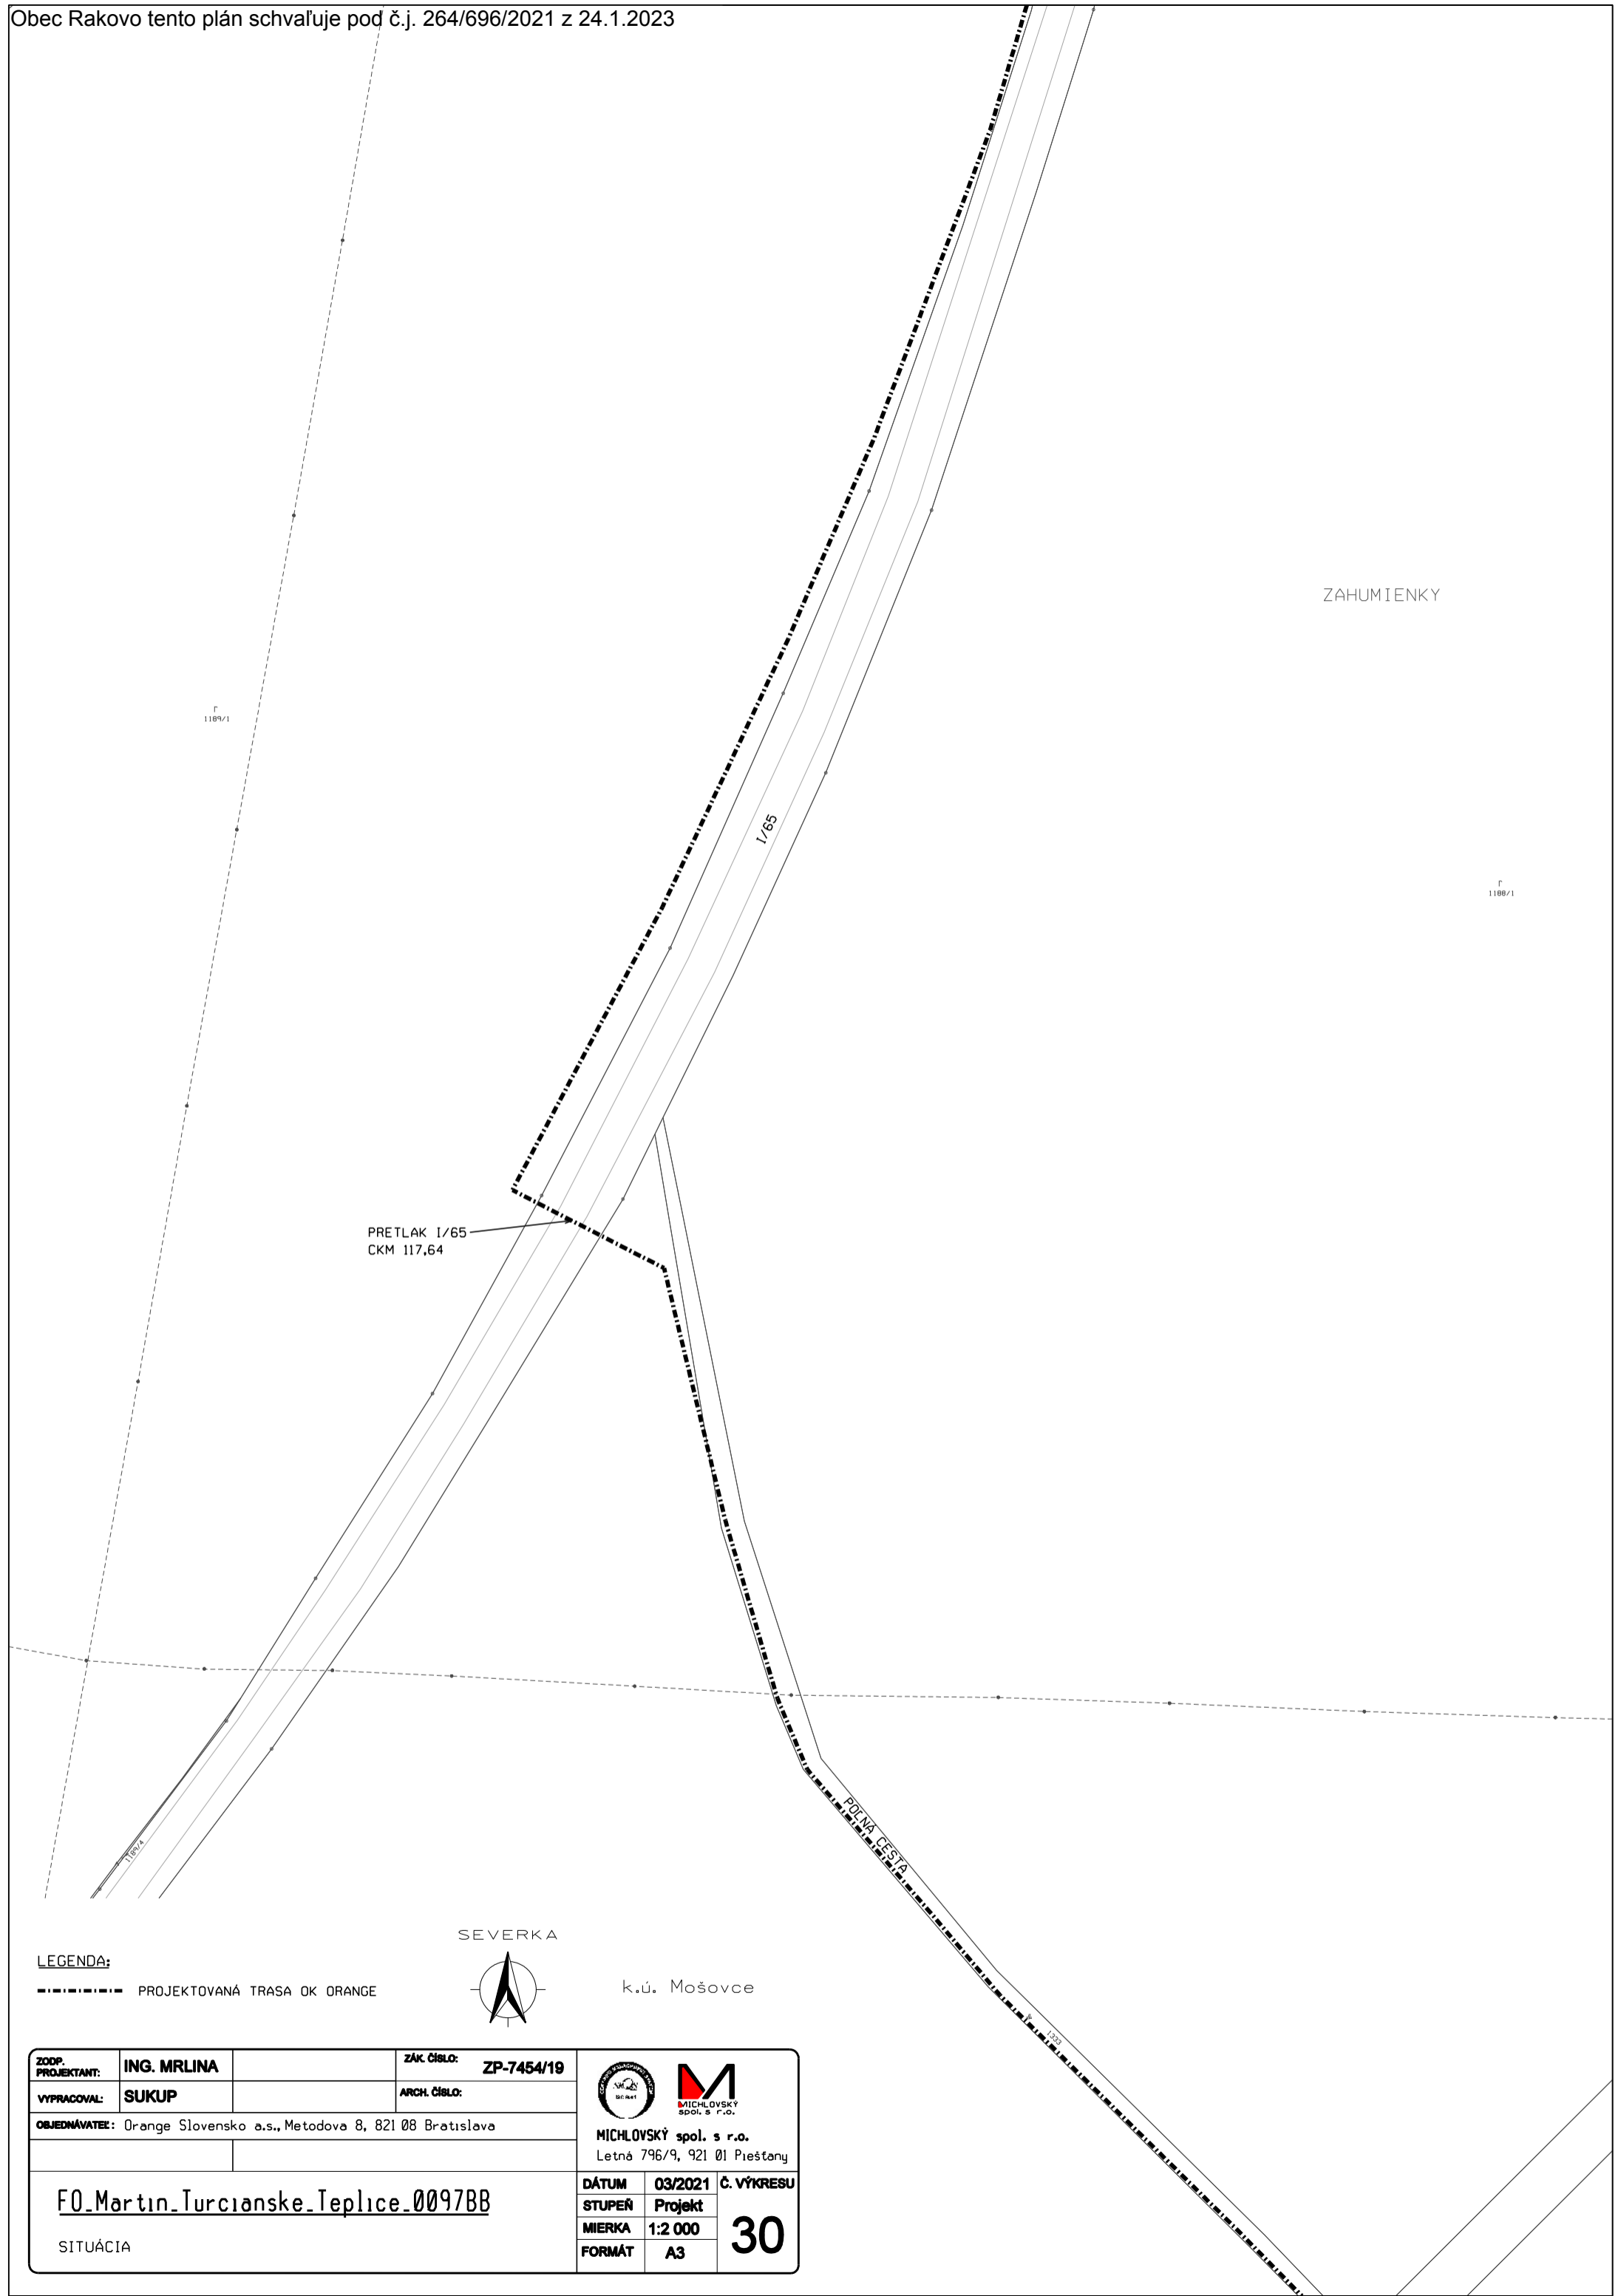 Obec Rakovo tento plán schvaľuje pod č.j. 264/696/2021 z 24.1.2023
ZAHUMIENKY
1189/1
I/65
1188/1
PRETLAK I/65
CKM 117,64
1189/4
POĽNÁ CESTA
1333
SEVERKA
LEGENDA:
PROJEKTOVANÁ TRASA OK ORANGE
k.ú. Mošovce
ZODP. PROJEKTANT: ING. MRLINA ZÁK. ČÍSLO: ZP-7454/19
VYPRACOVAL: SUKUP ARCH. ČÍSLO:
OBJEDNÁVATEĽ: Orange Slovensko a.s., Metodova 8, 821 08 Bratislava
MICHLOVSKÝ
spol. s r.o.
MICHLOVSKÝ spol. s r.o.
Letná 796/9, 921 01 Piešťany
FO_Martin_Turcianske_Teplice_0097BB
SITUÁCIA
DÁTUM 03/2021 Č. VÝKRESU
STUPEŇ Projekt
MIERKA 1:2 000
30
FORMÁT A3